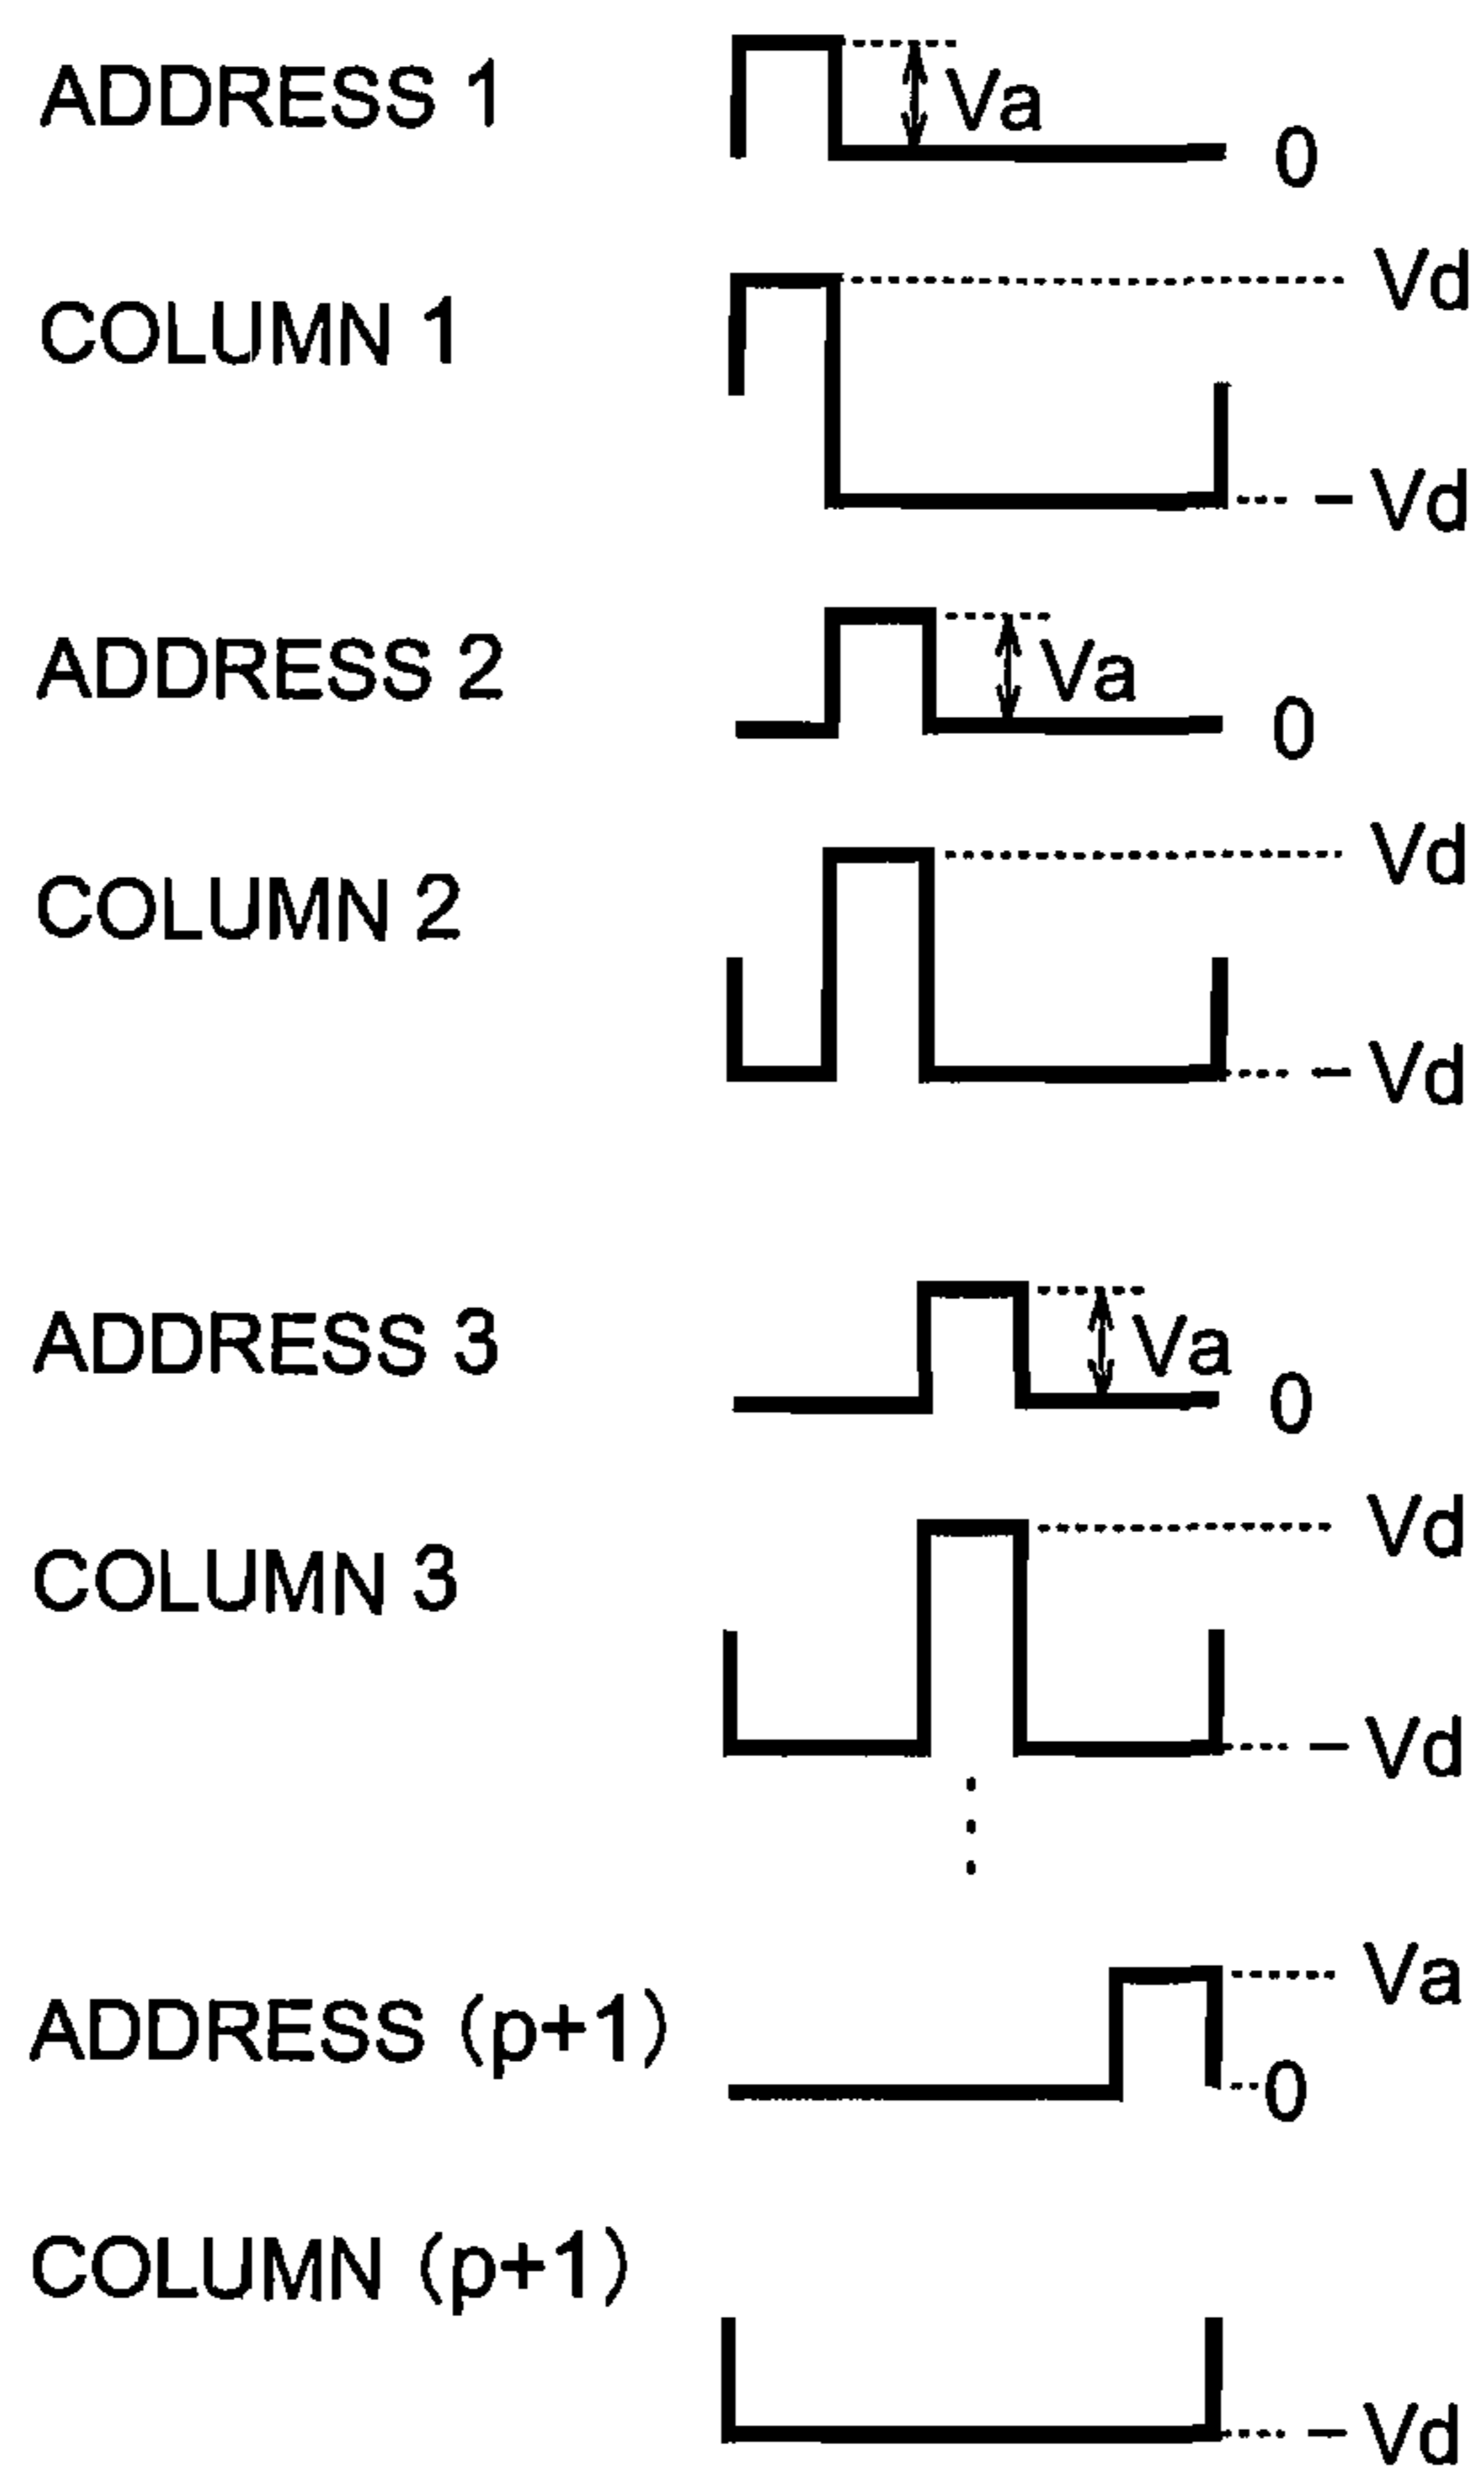 ADDRESS 1 Va 0
Vd
COLUMN 1
- Vd
ADDRESS 2 Va 0
Vd
COLUMN 2
- Vd
ADDRESS 3 Va 0
Vd
COLUMN 3
- Vd
Va
ADDRESS (p+1)
0
COLUMN (p+1)
- Vd